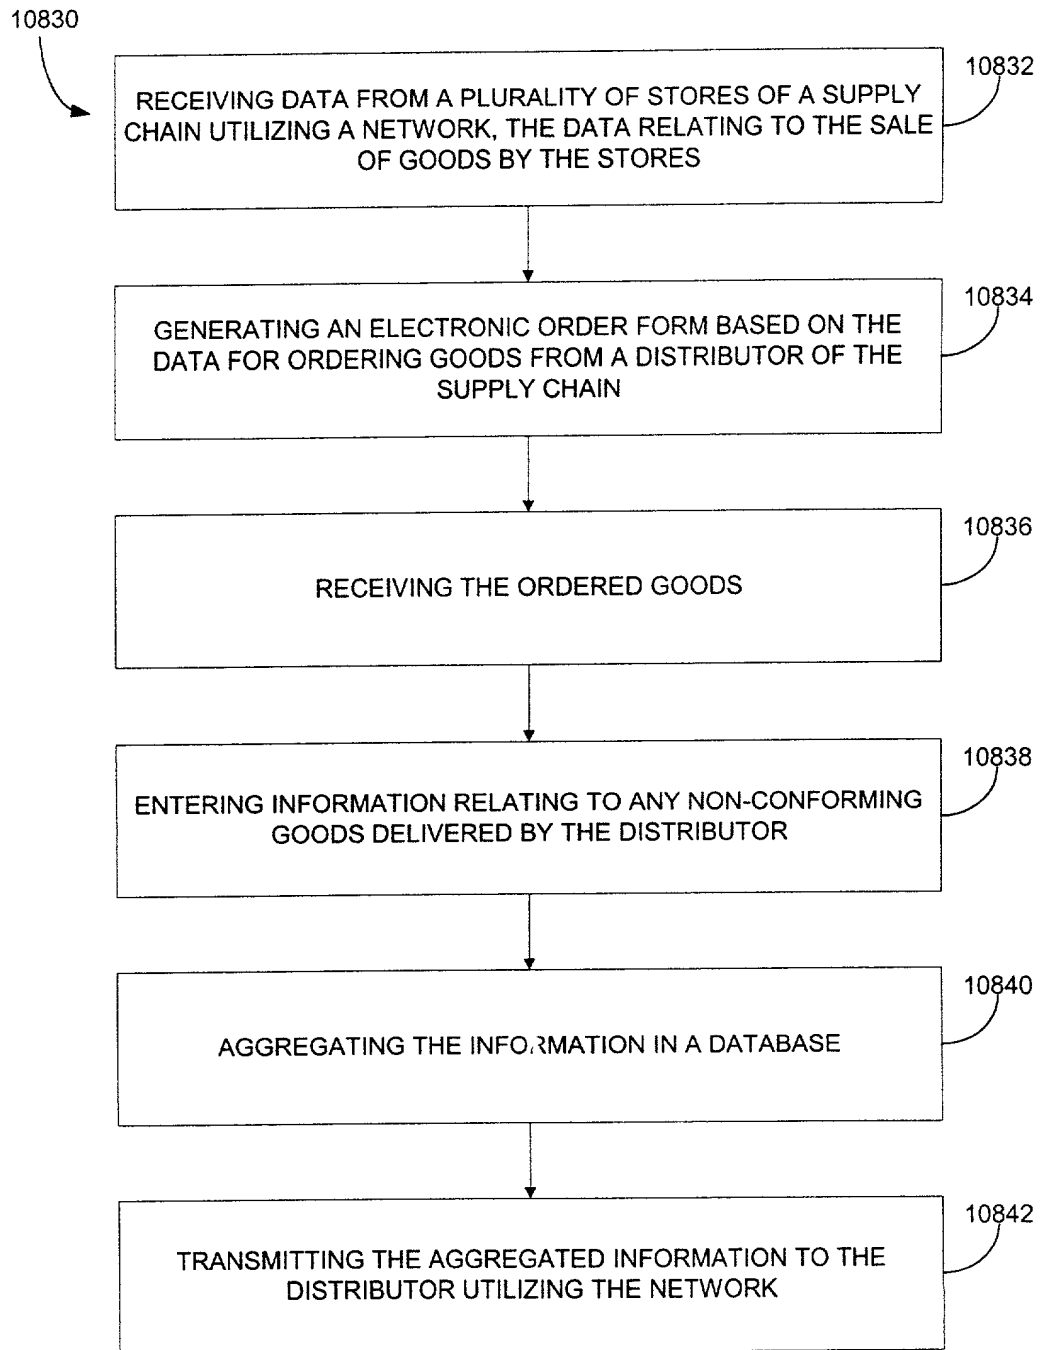 10830
10832
RECEIVING DATA FROM A PLURALITY OF STORES OF A SUPPLY
CHAIN UTILIZING A NETWORK, THE DATA RELATING TO THE SALE
OF GOODS BY THE STORES
10834
GENERATING AN ELECTRONIC ORDER FORM BASED ON THE
DATA FOR ORDERING GOODS FROM A DISTRIBUTOR OF THE
SUPPLY CHAIN
10836
RECEIVING THE ORDERED GOODS
10838
ENTERING INFORMATION RELATING TO ANY NON-CONFORMING
GOODS DELIVERED BY THE DISTRIBUTOR
10840
AGGREGATING THE INFORMATION IN A DATABASE
10842
TRANSMITTING THE AGGREGATED INFORMATION TO THE
DISTRIBUTOR UTILIZING THE NETWORK